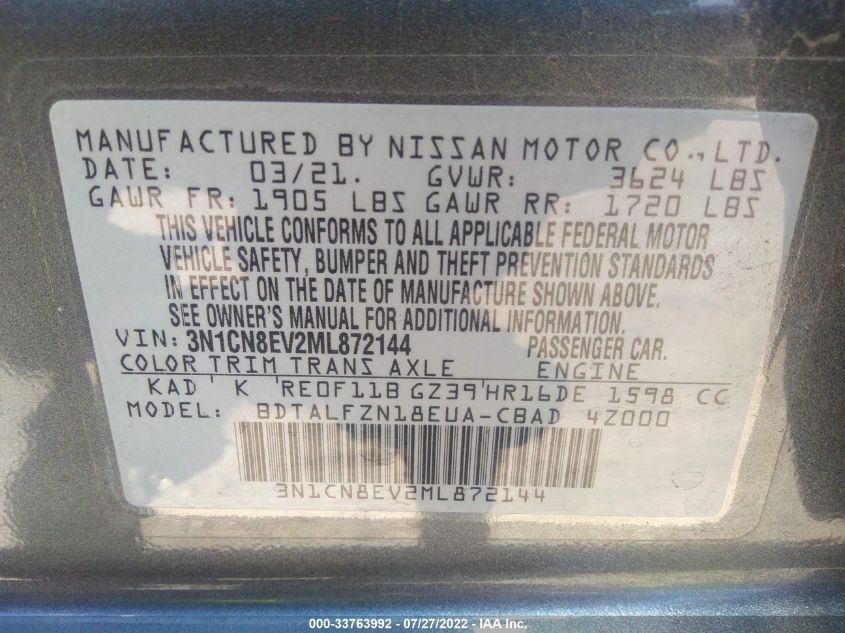 MANUFACTURED BY NISSAN MOTOR CO., LTD.
DATE: 03/21. GVWR: 3624 LBS
GAWR FR: 1905 LBS GAWR RR: 1720 LBS
THIS VEHICLE CONFORMS TO ALL APPLICABLE FEDERAL MOTOR
VEHICLE SAFETY, BUMPER AND THEFT PREVENTION STANDARDS
IN EFFECT ON THE DATE OF MANUFACTURE SHOWN ABOVE.
SEE OWNER'S MANUAL FOR ADDITIONAL INFORMATION.
VIN: 3N1CN8EV2ML872144 PASSENGER CAR.
COLOR TRIM TRANS AXLE ENGINE
KAD ' K 'RE0F11B GZ39'HR16DE 1598 CC
MODEL: BDTALFZN18EUA-CBAD 4Z000
3N1CN8EV2ML872144
000-33763992 - 07/27/2022 - IAA, Inc.